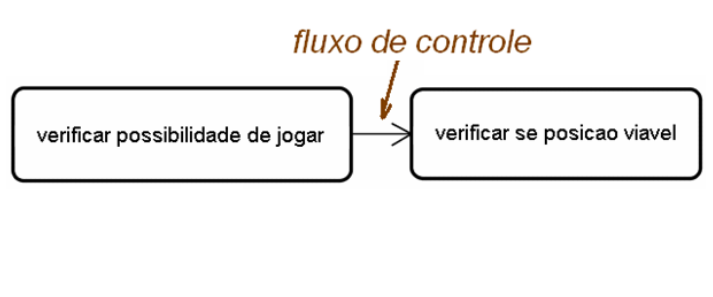 fluxo de controle
verificar possibilidade de jogar
verificar se posicao viavel